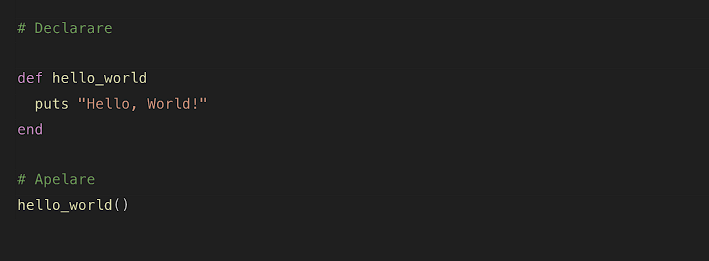 # Declarare
def hello_world
  puts "Hello, World!"
end
# Apelare
hello_world()